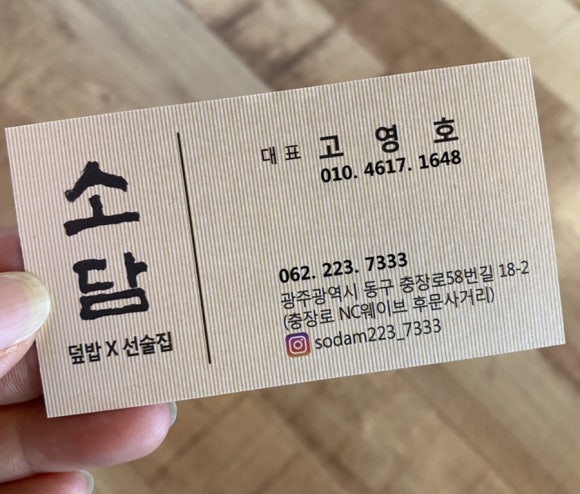 소담
덮밥 X 선술집
대표 고영호
010. 4617. 1648
062. 223. 7333
광주광역시 동구 충장로58번길 18-2
(충장로 NC웨이브 후문사거리)
sodam223_7333